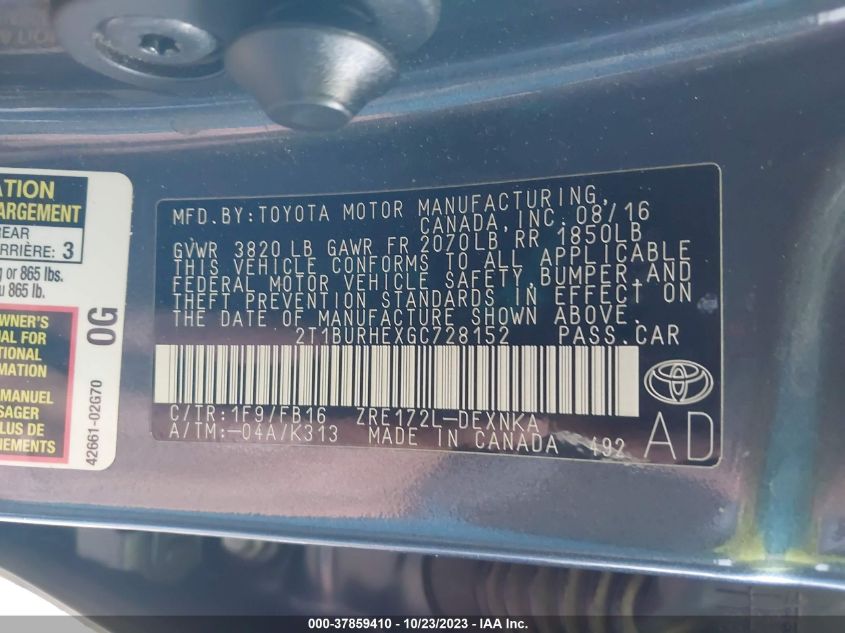 ATION
ARGEMENT
REAR
ARRIÈRE: 3
g or 865 lbs.
u 865 lb.
OWNER'S
AL FOR
TIONAL
RMATION
MANUEL
SAGER
LUS DE
NEMENTS
42661-02G70
0G
MFD. BY: TOYOTA MOTOR MANUFACTURING,
CANADA, INC. 08/16
GVWR 3820 LB GAWR FR 2070LB RR 1850LB
THIS VEHICLE CONFORMS TO ALL APPLICABLE
FEDERAL MOTOR VEHICLE SAFETY, BUMPER, AND
THEFT PREVENTION STANDARDS IN EFFECT ON
THE DATE OF MANUFACTURE SHOWN ABOVE.
2T1BURHEXGC728152 PASS. CAR
C/TR: 1F9/FB16 ZRE172L-DEXNKA
A/TM:-04A/K313 MADE IN CANADA 492
AD
000-37859410 - 10/23/2023 - IAAI Inc.